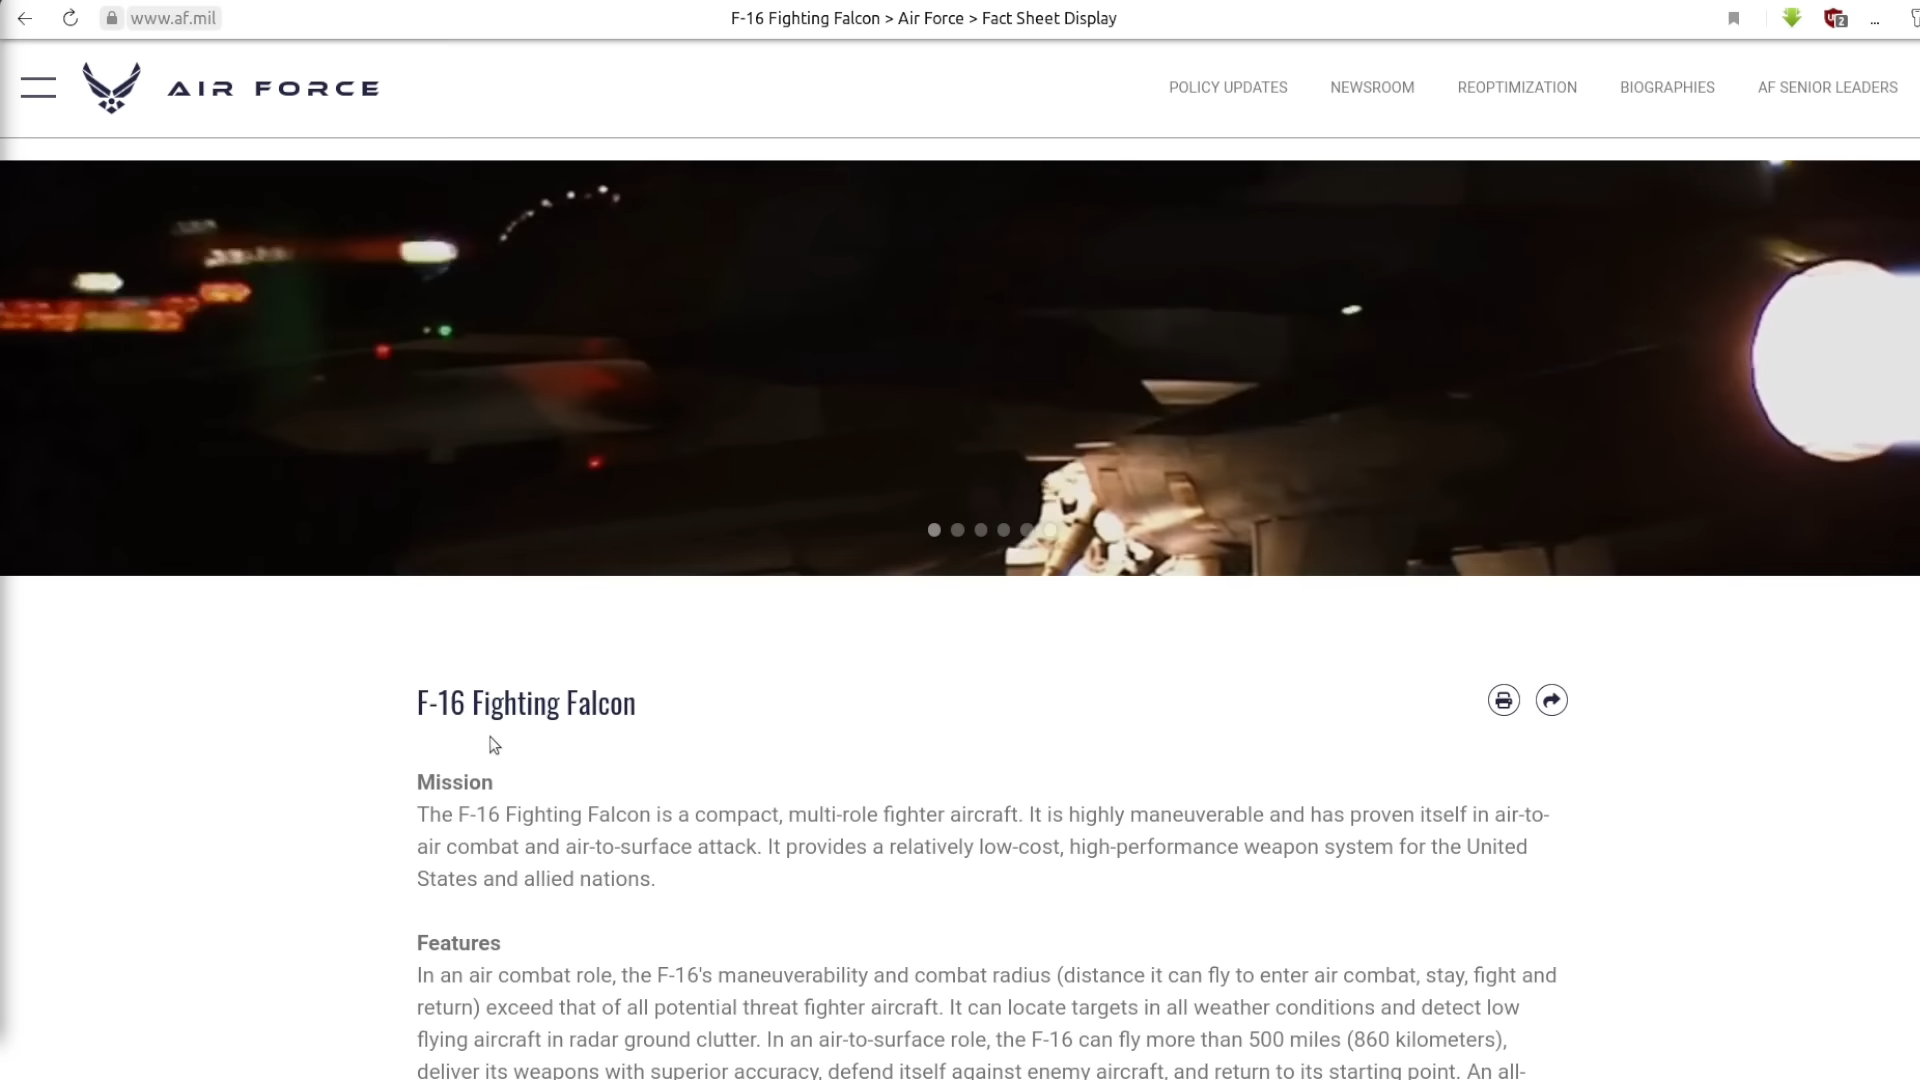 www.af.mil
F-16 Fighting Falcon > Air Force > Fact Sheet Display
2
...
AIR FORCE
POLICY UPDATES
NEWSROOM
REOPTIMIZATION
BIOGRAPHIES
AF SENIOR LEADERS
F-16 Fighting Falcon
Mission
The F-16 Fighting Falcon is a compact, multi-role fighter aircraft. It is highly maneuverable and has proven itself in air-to-
air combat and air-to-surface attack. It provides a relatively low-cost, high-performance weapon system for the United
States and allied nations.
Features
In an air combat role, the F-16's maneuverability and combat radius (distance it can fly to enter air combat, stay, fight and
return) exceed that of all potential threat fighter aircraft. It can locate targets in all weather conditions and detect low
flying aircraft in radar ground clutter. In an air-to-surface role, the F-16 can fly more than 500 miles (860 kilometers),
deliver its weapons with superior accuracy, defend itself against enemy aircraft, and return to its starting point. An all-